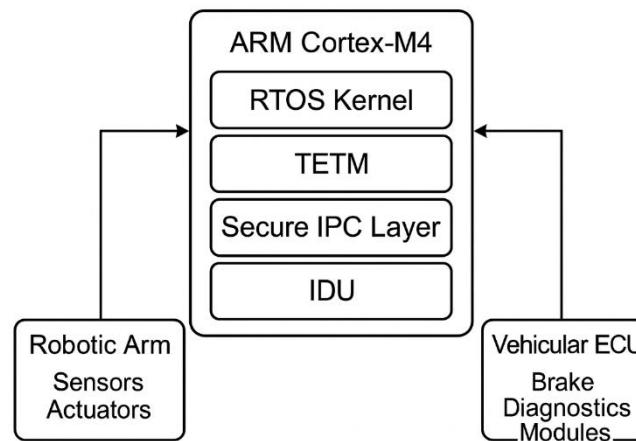 ARM Cortex-M4
RTOS Kernel
TETM
Secure IPC Layer
IDU
Robotic Arm
Sensors
Actuators
Vehicular ECU
Brake
Diagnostics
Modules